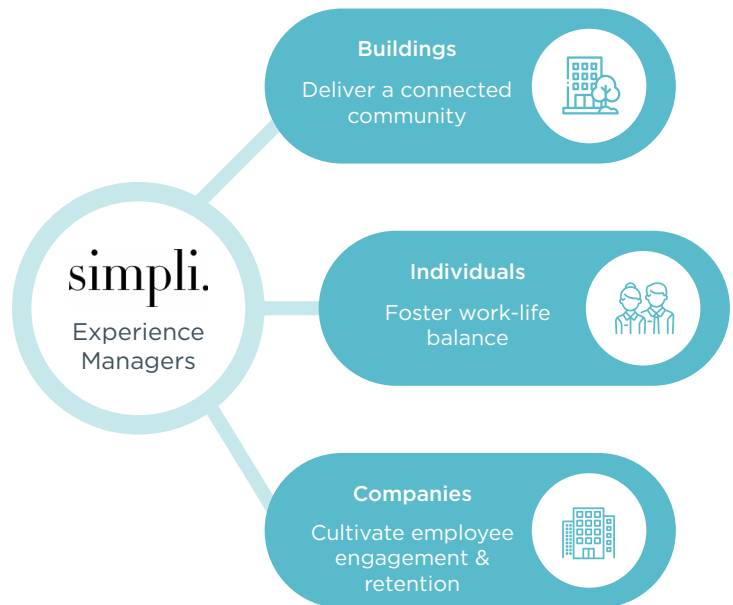 Buildings
Deliver a connected
community
simpli.
Experience
Managers
Individuals
Foster work-life
balance
Companies
Cultivate employee
engagement &
retention